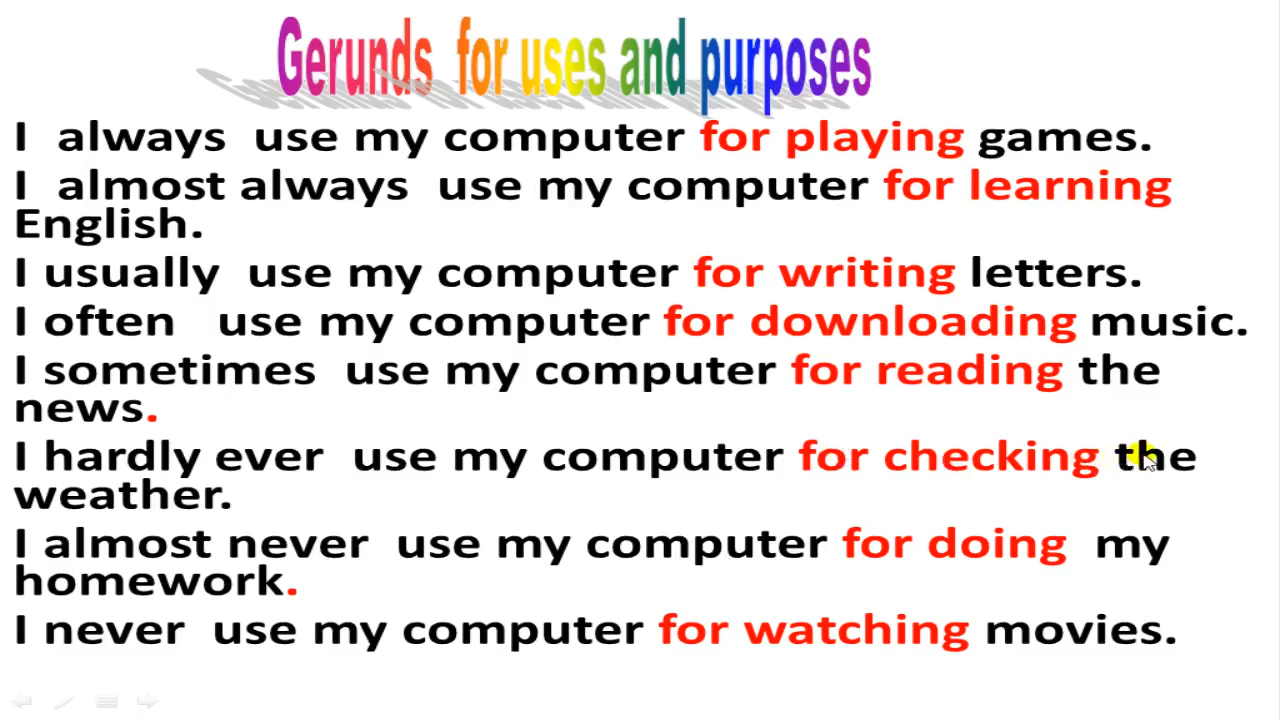 Gerunds for uses and purposes
I always use my computer for playing games.
I almost always use my computer for learning
English.
I usually use my computer for writing letters.
I often use my computer for downloading music.
I sometimes use my computer for reading the
news.
I hardly ever use my computer for checking the
weather.
I almost never use my computer for doing my
homework.
I never use my computer for watching movies.